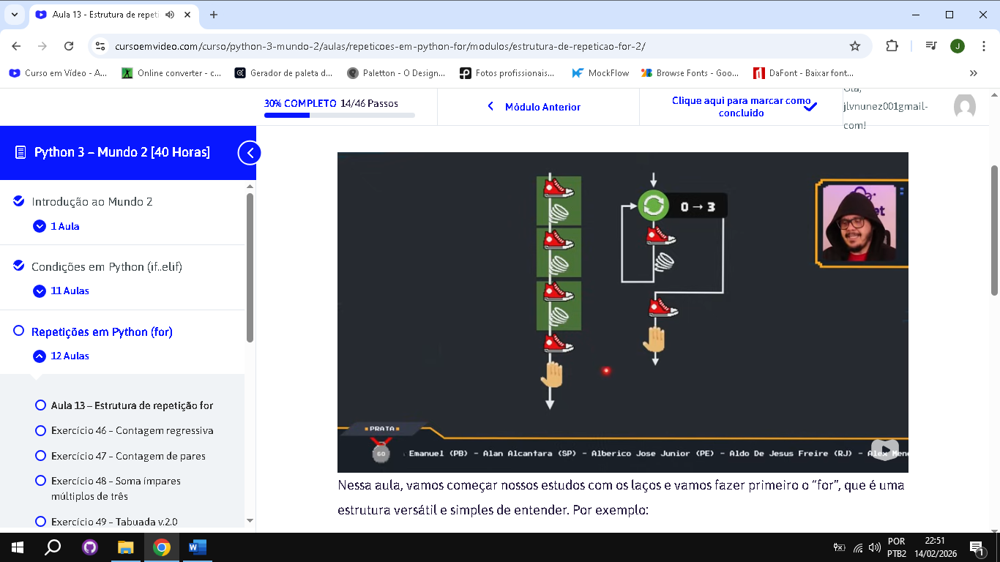 Aula 13 - Estrutura de repeti
cursoemvideo.com/curso/python-3-mundo-2/aulas/repeticoes-em-python-for/modulos/estrutura-de-repeticao-for-2/
J
Curso em Vídeo - A...
Online converter - c...
Gerador de paleta d...
Paletton - O Design...
Fotos profissionais...
MockFlow
Browse Fonts - Goo...
DaFont - Baixar font...
30% COMPLETO 14/46 Passos
Módulo Anterior
Clique aqui para marcar como
concluido
Olá,
jlvnunez001gmail-
com!
Python 3 – Mundo 2 [40 Horas]
Introdução ao Mundo 2
1 Aula
Condições em Python (if..elif)
11 Aulas
Repetições em Python (for)
12 Aulas
Aula 13 – Estrutura de repetição for
Exercício 46 – Contagem regressiva
Exercício 47 – Contagem de pares
Exercício 48 – Soma ímpares
múltiplos de três
Exercício 49 – Tabuada v.2.0
0 → 3
PRATA
60
Emanuel (PB) - Alan Alcantara (SP) - Alberico Jose Junior (PE) - Aldo De Jesus Freire (RJ) - Alex Mend
Nessa aula, vamos começar nossos estudos com os laços e vamos fazer primeiro o “for”, que é uma
estrutura versátil e simples de entender. Por exemplo:
POR
PTB2
22:51
14/02/2026
1